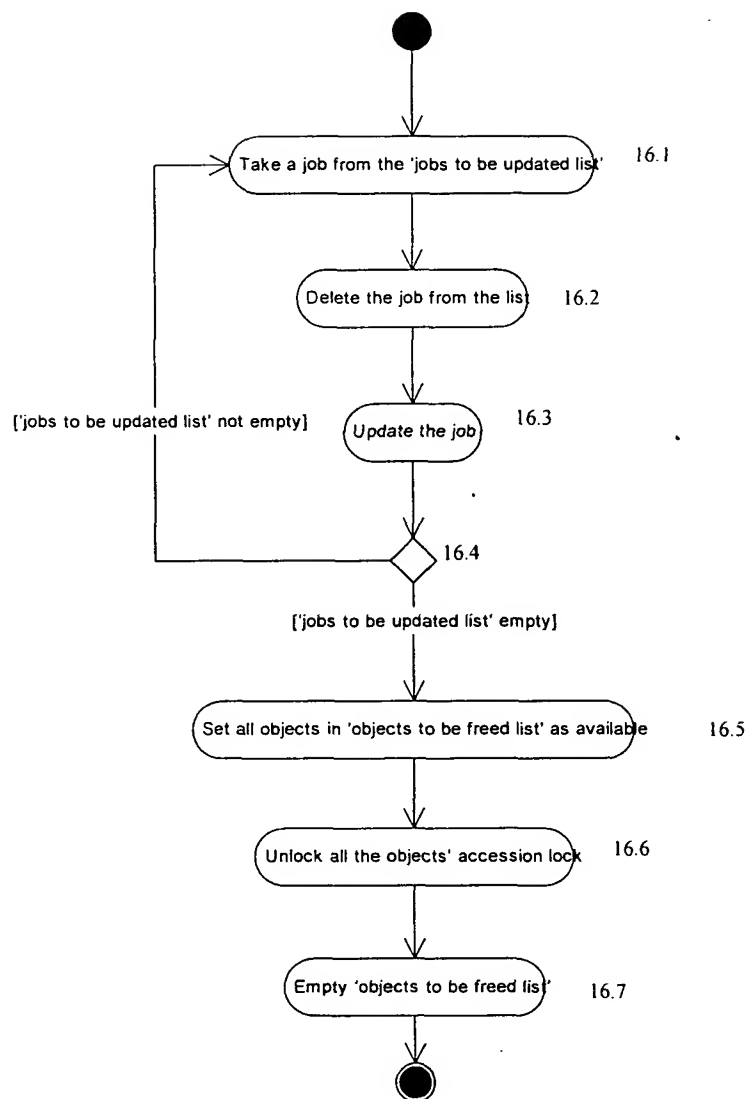 Take a job from the 'jobs to be updated list'
16.1
Delete the job from the list
16.2
['jobs to be updated list' not empty]
Update the job
16.3
16.4
['jobs to be updated list' empty]
Set all objects in 'objects to be freed list' as available
16.5
Unlock all the objects' accession lock
16.6
Empty 'objects to be freed list'
16.7